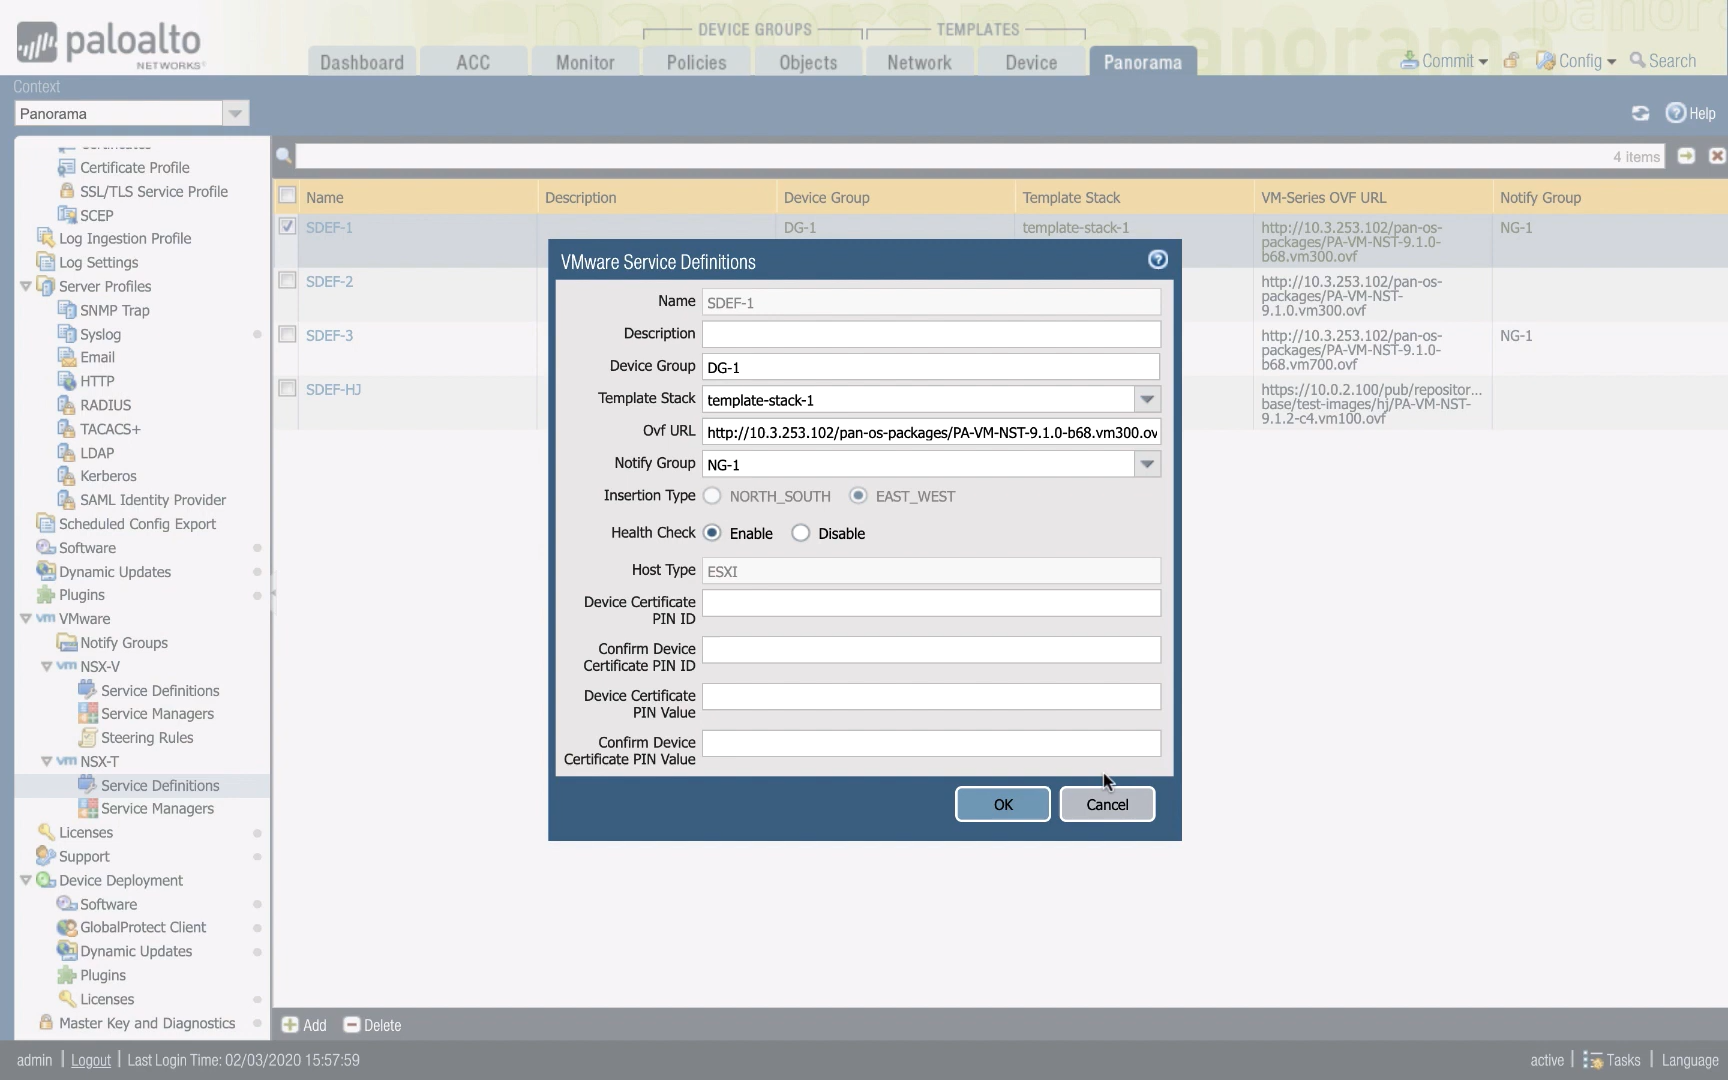 paloalto
NETWORKS
DEVICE GROUPS
TEMPLATES
Dashboard
ACC
Monitor
Policies
Objects
Network
Device
Panorama
Commit
Config
Search
Context
Panorama
Help
4 items
Certificate Profile
SSL/TLS Service Profile
SCEP
Log Ingestion Profile
Log Settings
Server Profiles
SNMP Trap
Syslog
Email
HTTP
RADIUS
TACACS+
LDAP
Kerberos
SAML Identity Provider
Scheduled Config Export
Software
Dynamic Updates
Plugins
vm VMware
Notify Groups
vm NSX-V
Service Definitions
Service Managers
Steering Rules
vm NSX-T
Service Definitions
Service Managers
Licenses
Support
Device Deployment
Software
GlobalProtect Client
Dynamic Updates
Plugins
Licenses
Master Key and Diagnostics
Name
Description
Device Group
Template Stack
VM-Series OVF URL
Notify Group
SDEF-1
DG-1
template-stack-1
http://10.3.253.102/pan-os-
packages/PA-VM-NST-9.1.0-
b68.vm300.ovf
NG-1
SDEF-2
http://10.3.253.102/pan-os-
packages/PA-VM-NST-
9.1.0.vm300.ovf
SDEF-3
http://10.3.253.102/pan-os-
packages/PA-VM-NST-9.1.0-
b68.vm700.ovf
NG-1
SDEF-HJ
https://10.0.2.100/pub/repositor...
base/test-images/hj/PA-VM-NST-
9.1.2-c4.vm100.ovf
VMware Service Definitions
Name SDEF-1
Description
Device Group DG-1
Template Stack template-stack-1
Ovf URL http://10.3.253.102/pan-os-packages/PA-VM-NST-9.1.0-b68.vm300.ov
Notify Group NG-1
Insertion Type NORTH_SOUTH EAST_WEST
Health Check Enable Disable
Host Type ESXI
Device Certificate
PIN ID
Confirm Device
Certificate PIN ID
Device Certificate
PIN Value
Confirm Device
Certificate PIN Value
OK
Cancel
Add
Delete
admin | Logout | Last Login Time: 02/03/2020 15:57:59
active | Tasks | Language